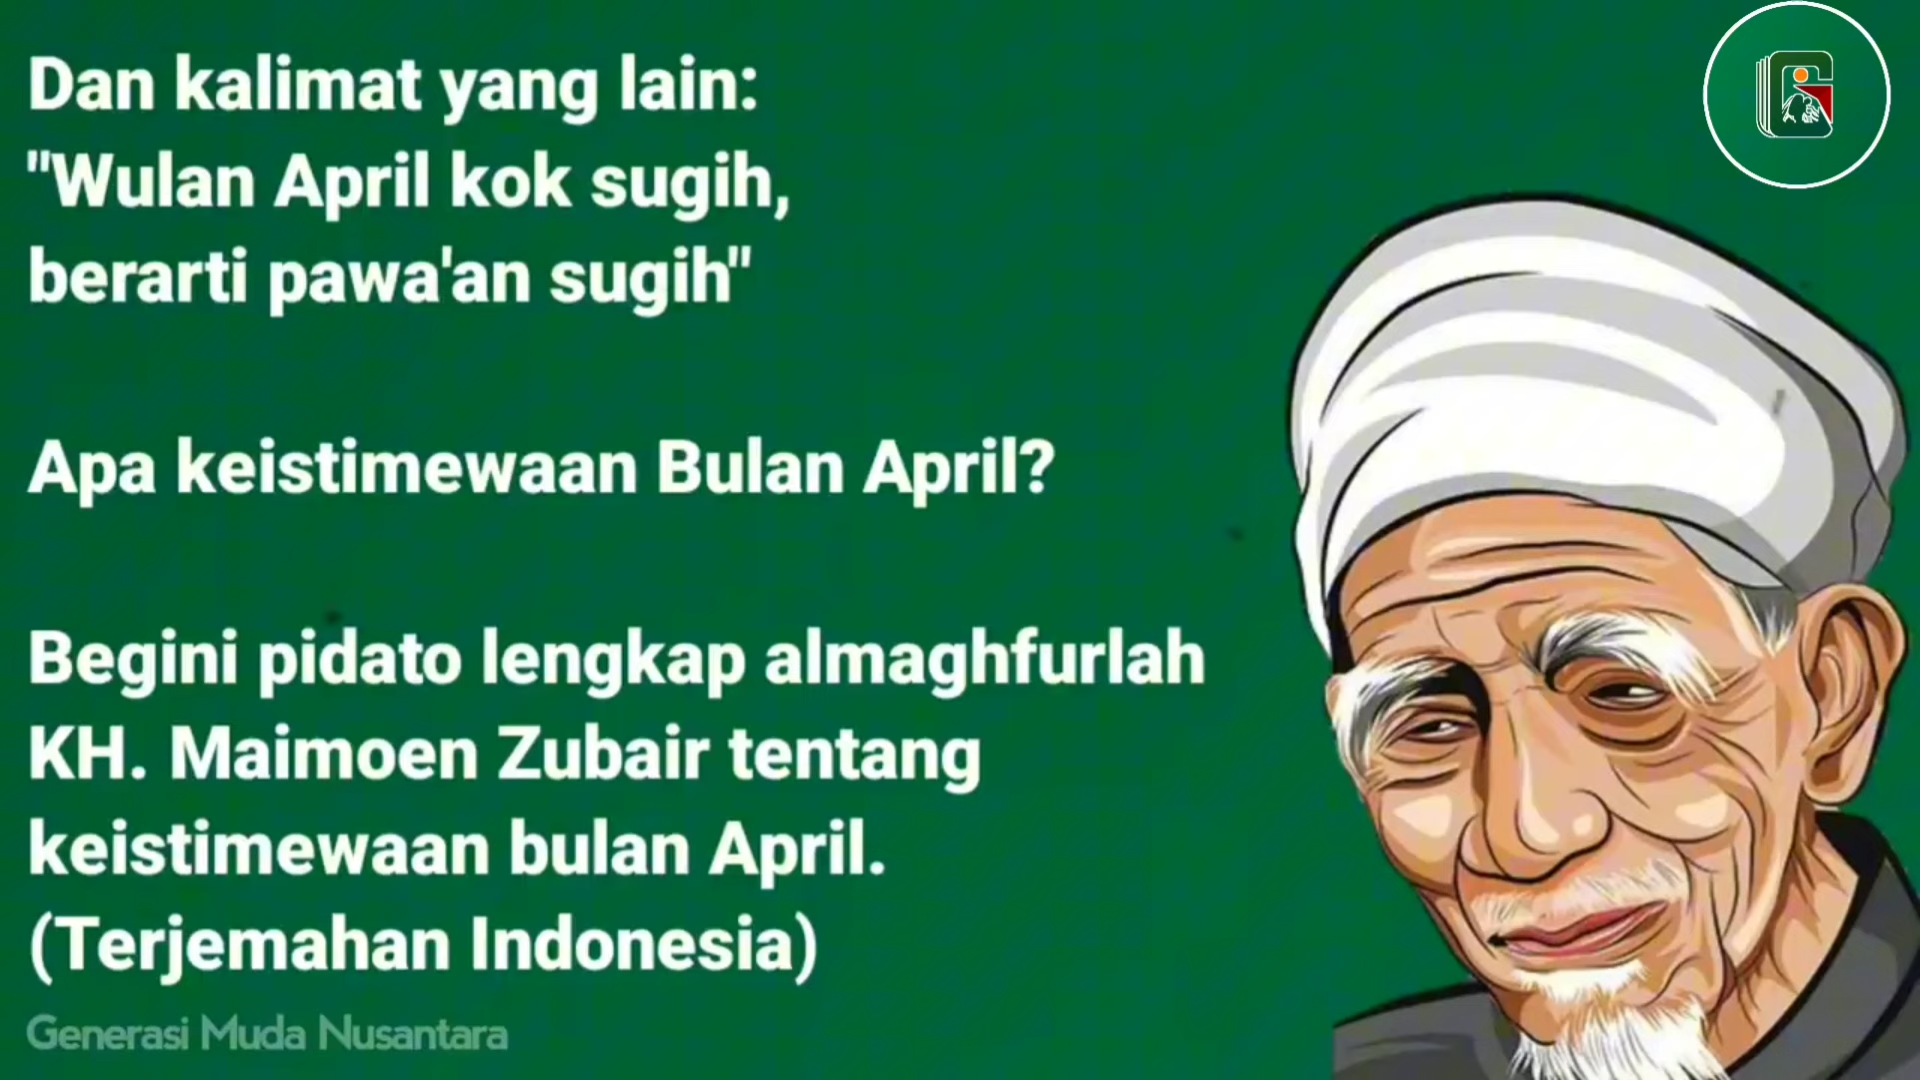 Dan kalimat yang lain:
"Wulan April kok sugih,
berarti pawa'an sugih"
Apa keistimewaan Bulan April?
Begini pidato lengkap almaghfurlah
KH. Maimoen Zubair tentang
keistimewaan bulan April.
(Terjemahan Indonesia)
Generasi Muda Nusantara